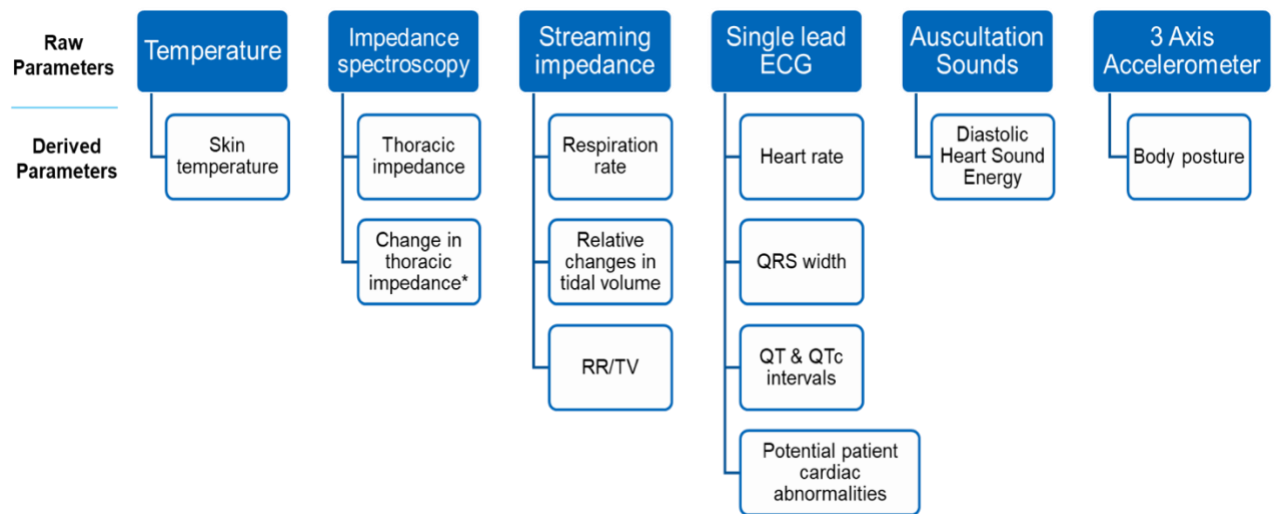 Raw
Parameters
Temperature
Impedance
spectroscopy
Streaming
impedance
Single lead
ECG
Auscultation
Sounds
3 Axis
Accelerometer
Derived
Parameters
Skin
temperature
Thoracic
impedance
Respiration
rate
Heart rate
Diastolic
Heart Sound
Energy
Body posture
Change in
thoracic
impedance*
Relative
changes in
tidal volume
QRS width
RR/TV
QT & QTc
intervals
Potential patient
cardiac
abnormalities